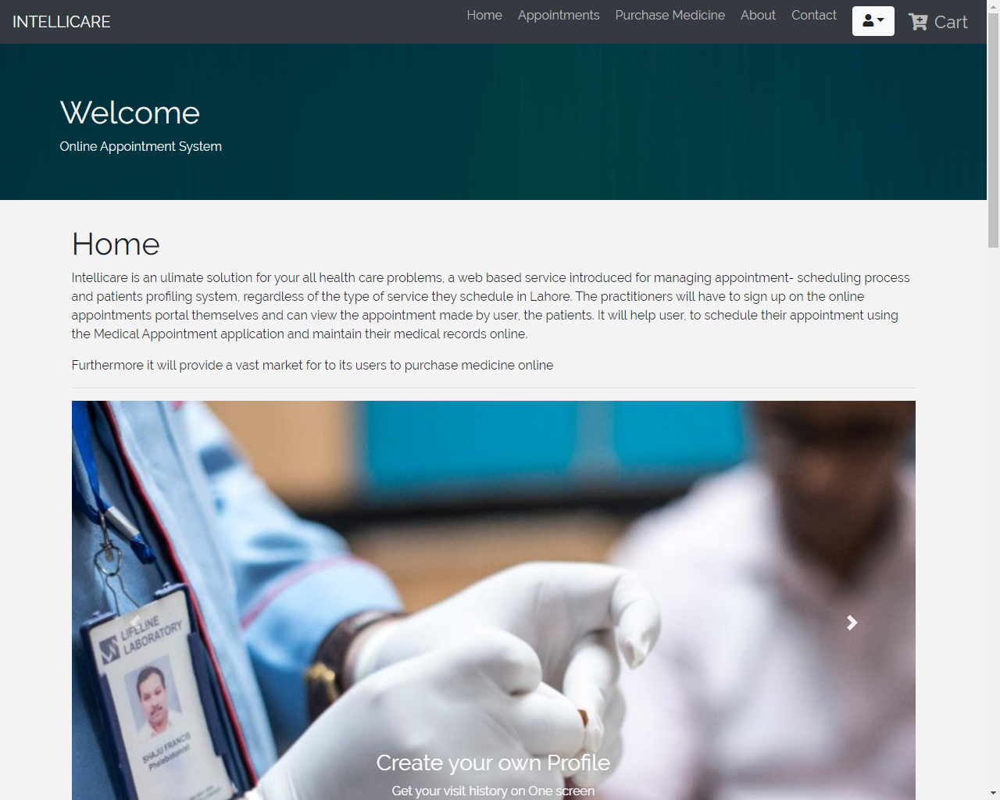 INTELLICARE
Home
Appointments
Purchase Medicine
About
Contact
Cart
Welcome
Online Appointment System
Home
Intellicare is an ulimate solution for your all health care problems, a web based service introduced for managing appointment- scheduling process
and patients profiling system, regardless of the type of service they schedule in Lahore. The practitioners will have to sign up on the online
appointments portal themselves and can view the appointment made by user, the patients. It will help user, to schedule their appointment using
the Medical Appointment application and maintain their medical records online.
Furthermore it will provide a vast market for to its users to purchase medicine online
LIFELINE
LABORATORY
SHAJU FRANCIS
Phelebotomist
Create your own Profile
Get your visit history on One screen